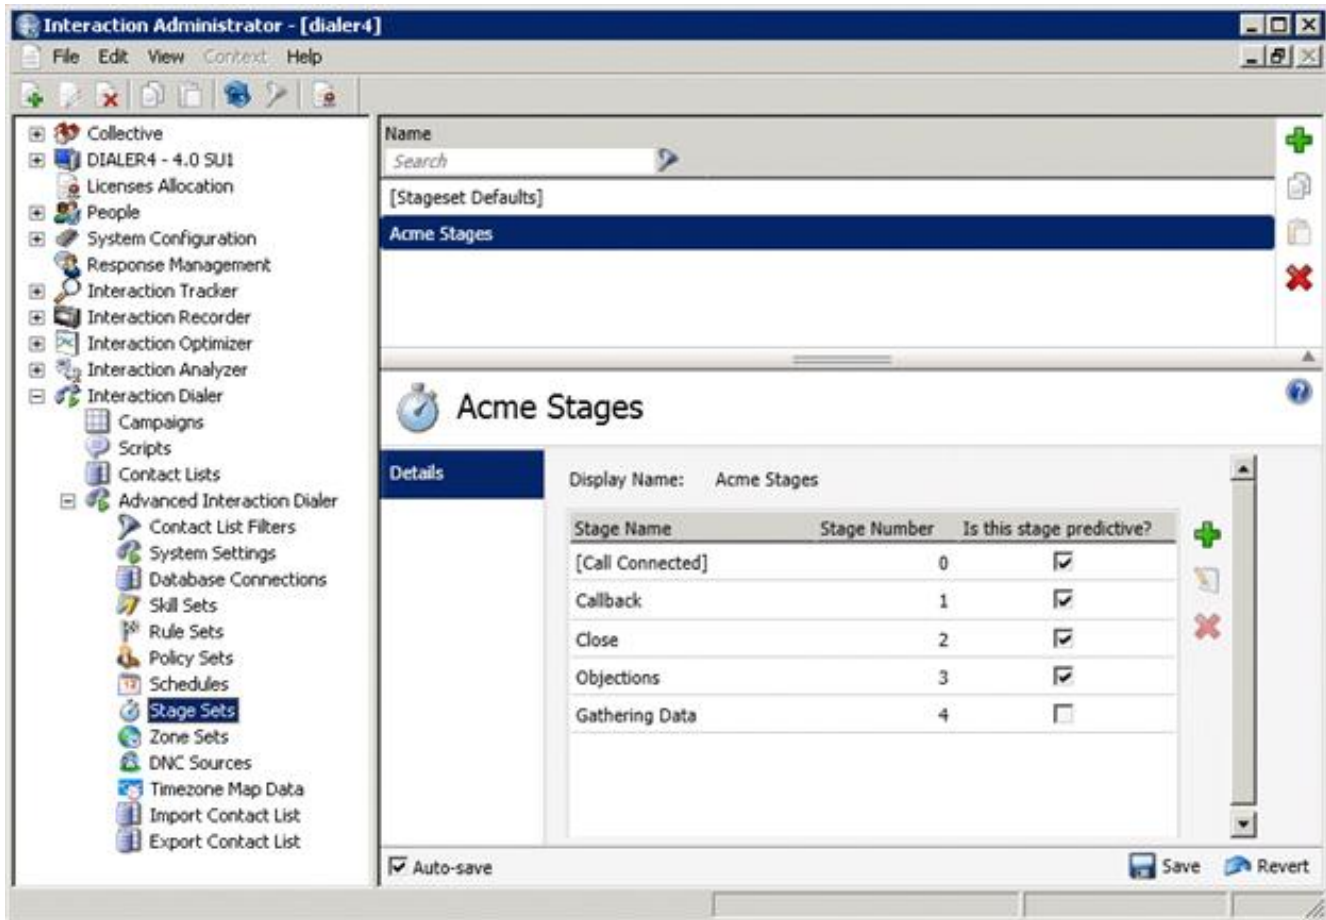 Interaction Administrator - [dialer4]
File Edit View Context Help
Collective
DIALER4 - 4.0 SU1
Licenses Allocation
People
System Configuration
Response Management
Interaction Tracker
Interaction Recorder
Interaction Optimizer
Interaction Analyzer
Interaction Dialer
Campaigns
Scripts
Contact Lists
Advanced Interaction Dialer
Contact List Filters
System Settings
Database Connections
Skill Sets
Rule Sets
Policy Sets
Schedules
Stage Sets
Zone Sets
DNC Sources
Timezone Map Data
Import Contact List
Export Contact List
Name
Search
[Stageset Defaults]
Acme Stages
Acme Stages
Details
Display Name: Acme Stages
Stage Name Stage Number Is this stage predictive?
[Call Connected] 0
Callback 1
Close 2
Objections 3
Gathering Data 4
Auto-save
Save Revert